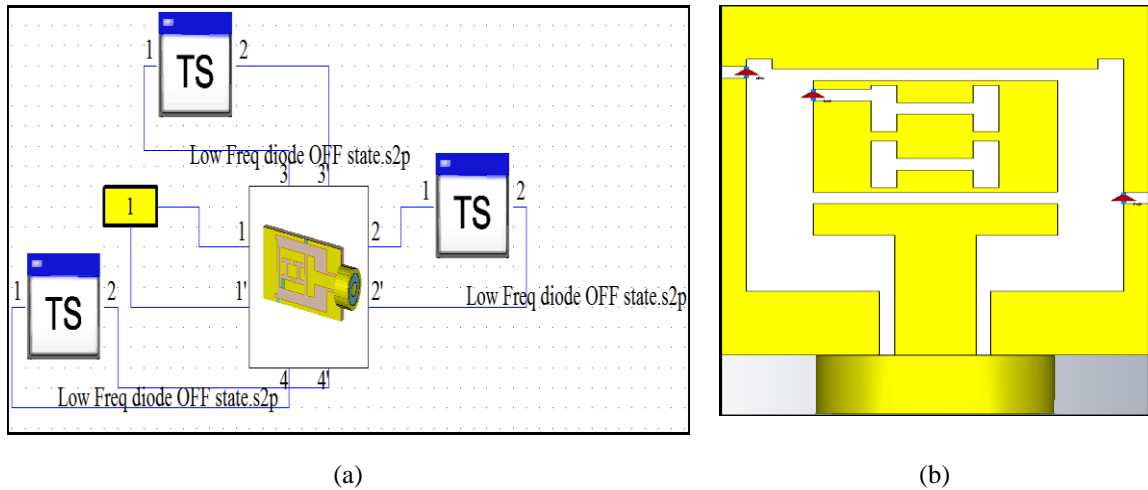 1 TS 2
Low Freq diode OFF state.s2p
3 3'
1 TS 2
1
1 2
1' 2'
1 TS 2
Low Freq diode OFF state.s2p
4 4'
Low Freq diode OFF state.s2p
(a) (b)